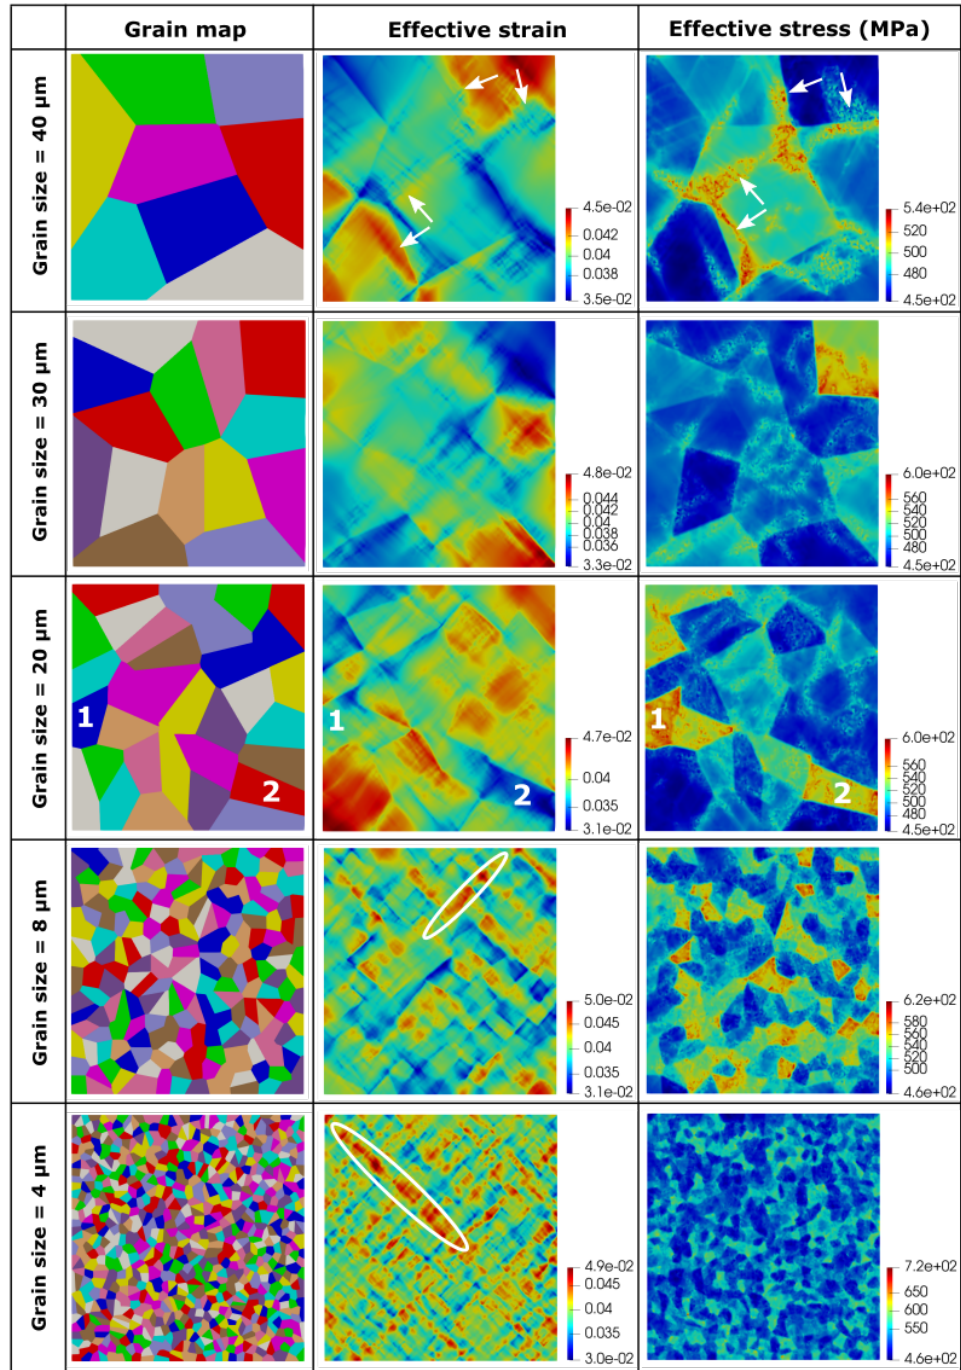 Grain map
Effective strain
Effective stress (MPa)
Grain size = 40 µm
4.5e-02
0.042
0.04
0.038
3.5e-02
5.4e+02
520
500
480
4.5e+02
Grain size = 30 µm
4.8e-02
0.044
0.042
0.04
0.038
0.036
3.3e-02
6.0e+02
560
540
520
500
480
4.5e+02
Grain size = 20 µm
1
2
1
2
4.7e-02
0.04
0.035
3.1e-02
1
2
6.0e+02
560
540
520
500
480
4.5e+02
Grain size = 8 µm
5.0e-02
0.045
0.04
0.035
3.1e-02
6.2e+02
580
560
540
520
500
4.6e+02
Grain size = 4 µm
4.9e-02
0.045
0.04
0.035
3.0e-02
7.2e+02
650
600
550
4.6e+02